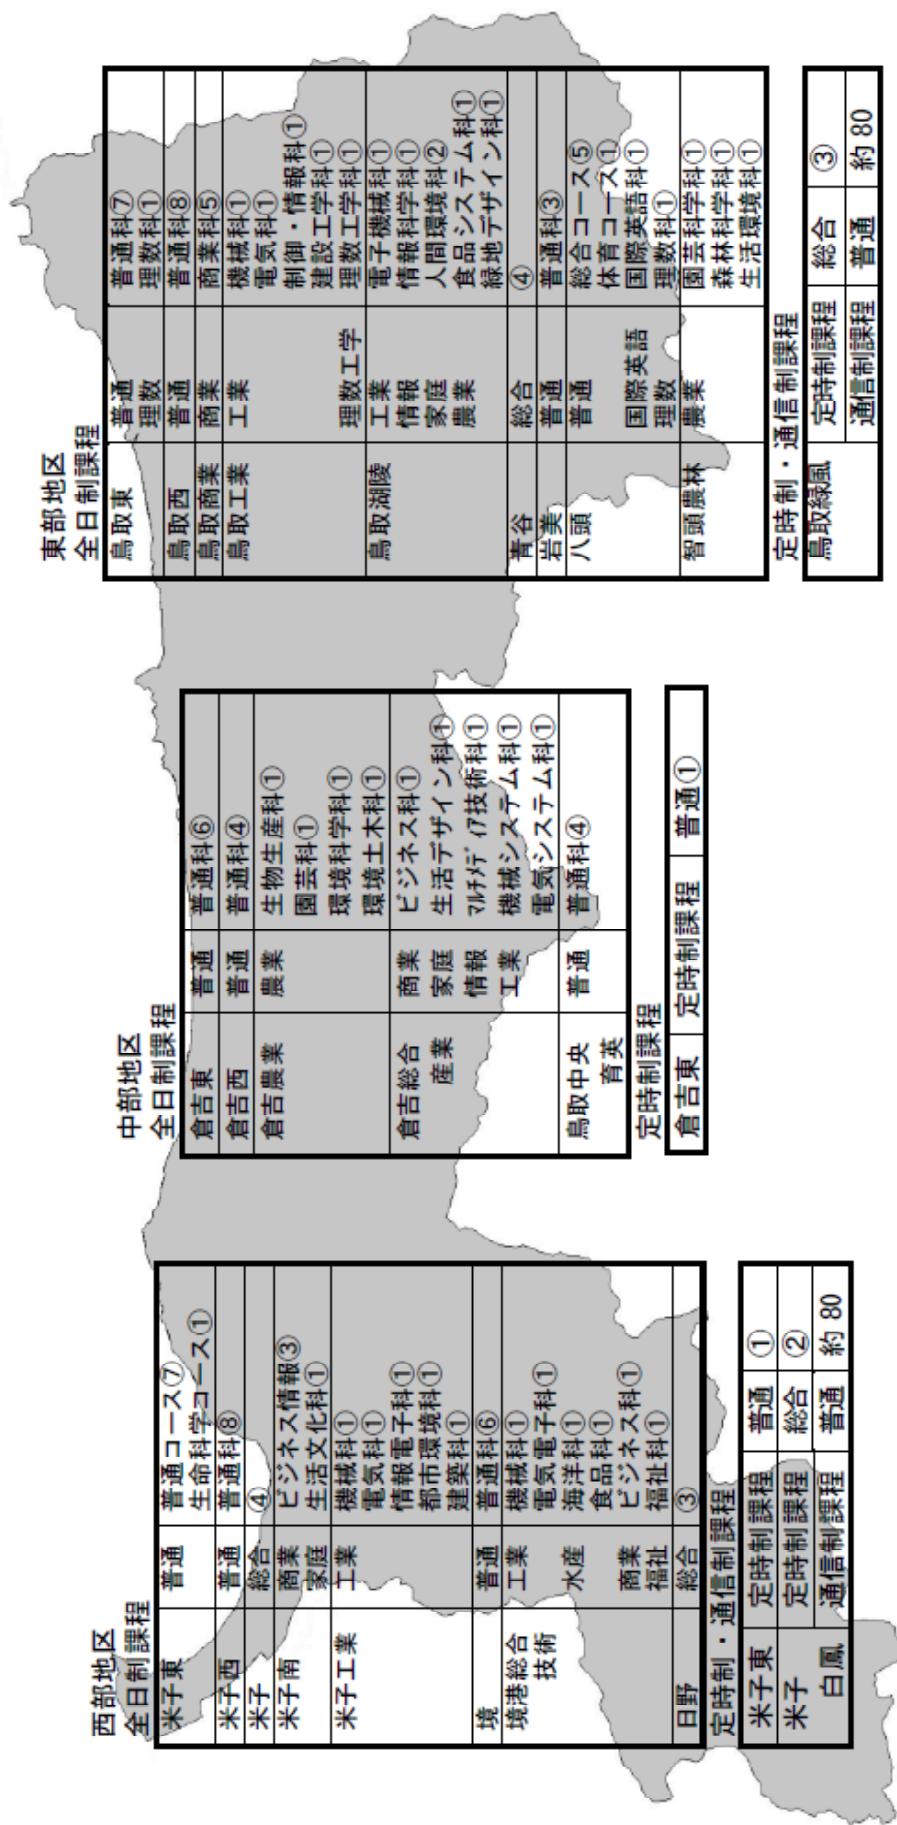 西部地区
全日制課程
米子東 普通 普通コース⑦
生命科学コース①
米子西 普通 普通科⑧
米子 総合 ④
米子南 商業 ビジネス情報③
家庭 生活文化科①
米子工業 工業 機械科①
電気科①
情報電子科①
都市環境科①
建築科①
境 普通 普通科⑥
境港総合 工業 機械科①
技術 電気電子科①
水産 海洋科①
食品科①
商業 ビジネス科①
福祉 福祉科①
日野 総合 ③
定時制・通信制課程
米子東 定時制課程 普通 ①
米子 定時制課程 総合 ②
白鳳 通信制課程 普通 約 80
中部地区
全日制課程
倉吉東 普通 普通科⑥
倉吉西 普通 普通科④
倉吉農業 農業 生物生産科①
園芸科①
環境科学科①
環境土木科①
倉吉総合 商業 ビジネス科①
産業 家庭 生活デザイン科①
情報 ﾏﾙﾁﾒﾃﾞｨｱ技術科①
工業 機械システム科①
電気システム科①
鳥取中央 普通 普通科④
育英
定時制課程
倉吉東 定時制課程 普通①
東部地区
全日制課程
鳥取東 普通 普通科⑦
理数 理数科①
鳥取西 普通 普通科⑧
鳥取商業 商業 商業科⑤
鳥取工業 工業 機械科①
電気科①
制御・情報科①
建設工学科①
理数工学 理数工学科①
鳥取湖陵 工業 電子機械科①
情報 情報科学科①
家庭 人間環境科②
農業 食品システム科①
緑地デザイン科①
青谷 総合 ④
岩美 普通 普通科③
八頭 普通 総合コース⑤
体育コース①
国際英語 国際英語科①
理数 理数科①
智頭農林 農業 園芸科学科①
森林科学科①
生活環境科①
定時制・通信制課程
鳥取緑風 定時制課程 総合 ③
通信制課程 普通 約 80